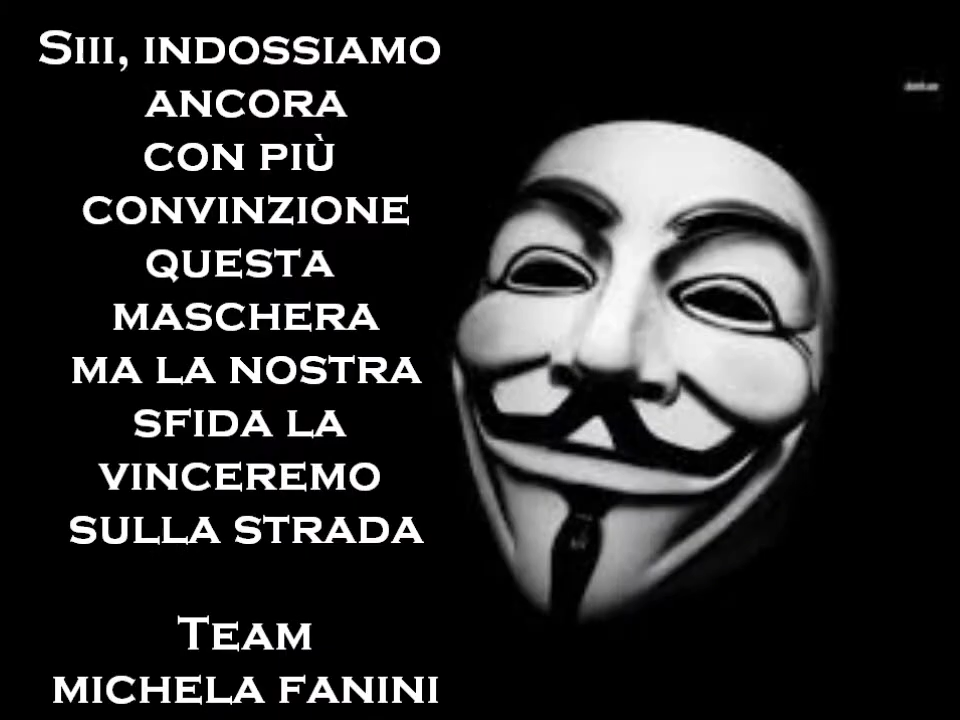 Siii, indossiamo
ancora
con più
convinzione
questa
maschera
ma la nostra
sfida la
vinceremo
sulla strada
Team
michela fanini